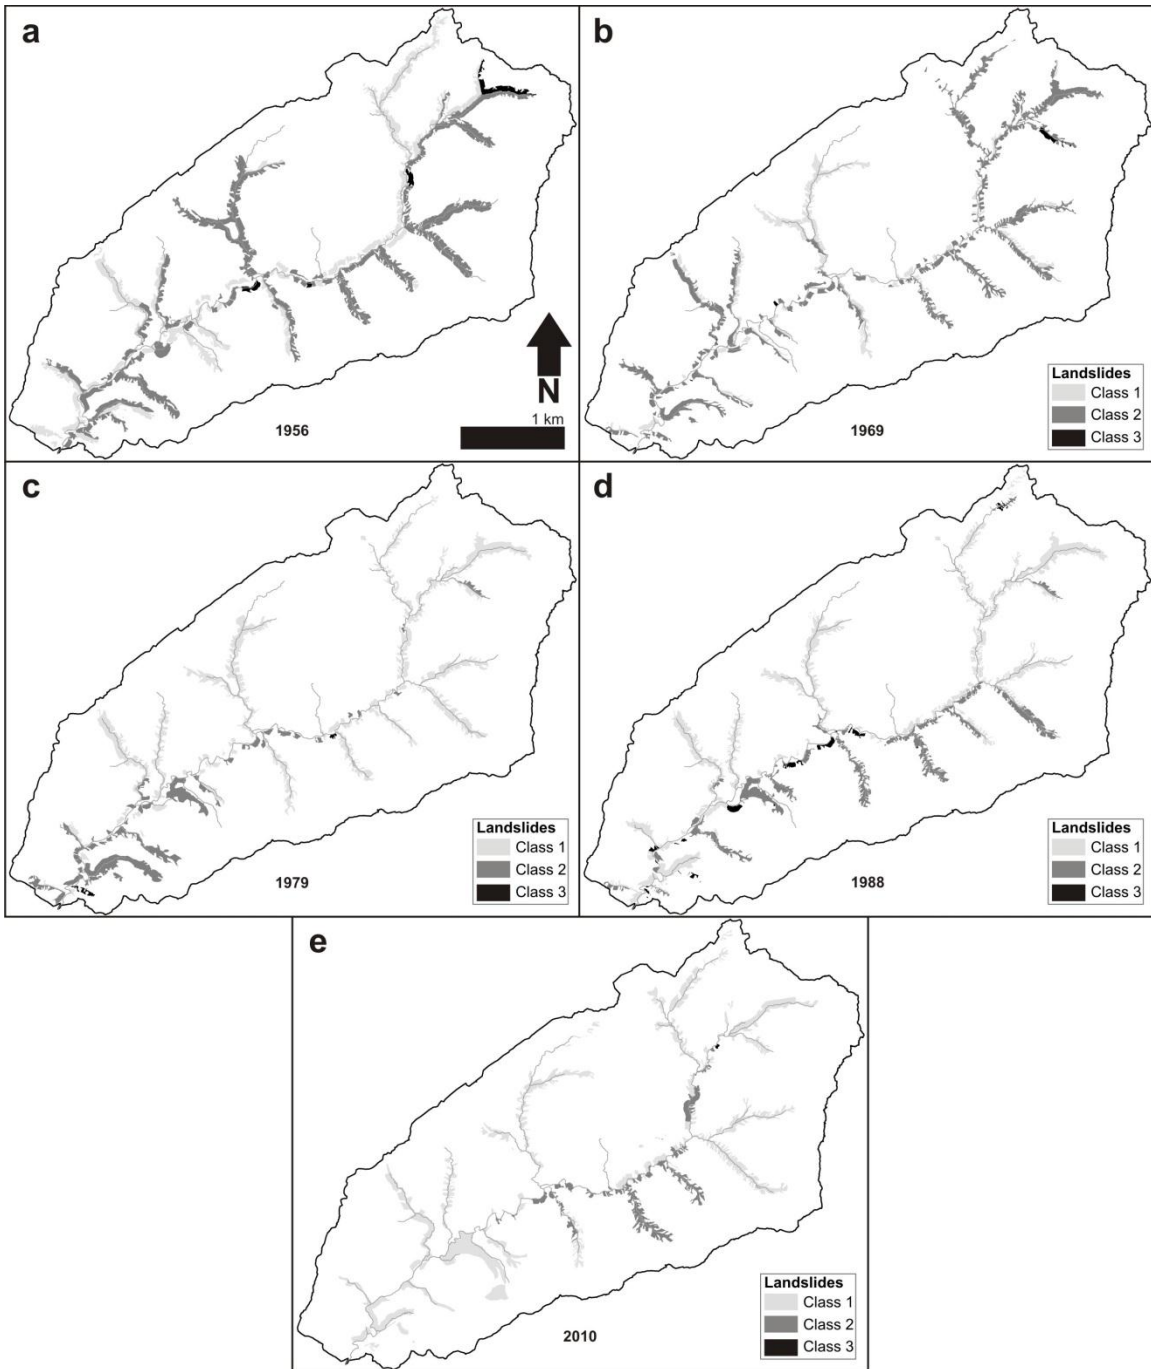 a
N
1 km
1956
b
Landslides
Class 1
Class 2
Class 3
1969
c
Landslides
Class 1
Class 2
Class 3
1979
d
Landslides
Class 1
Class 2
Class 3
1988
e
Landslides
Class 1
Class 2
Class 3
2010